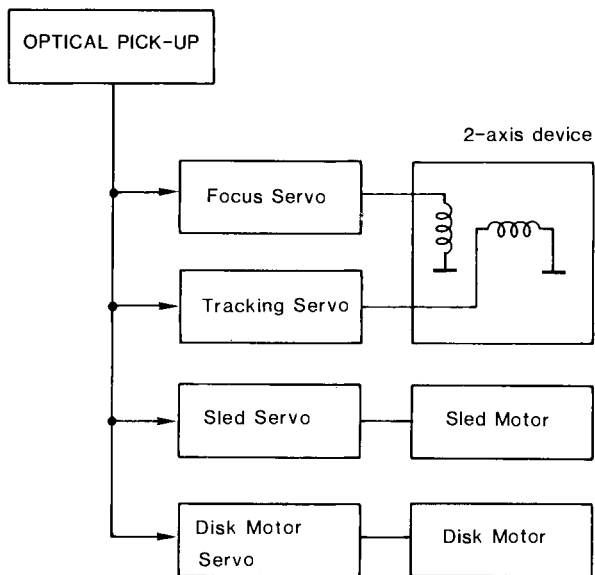 OPTICAL PICK-UP
2-axis device
Focus Servo
Tracking Servo
Sled Servo
Sled Motor
Disk Motor
Servo
Disk Motor